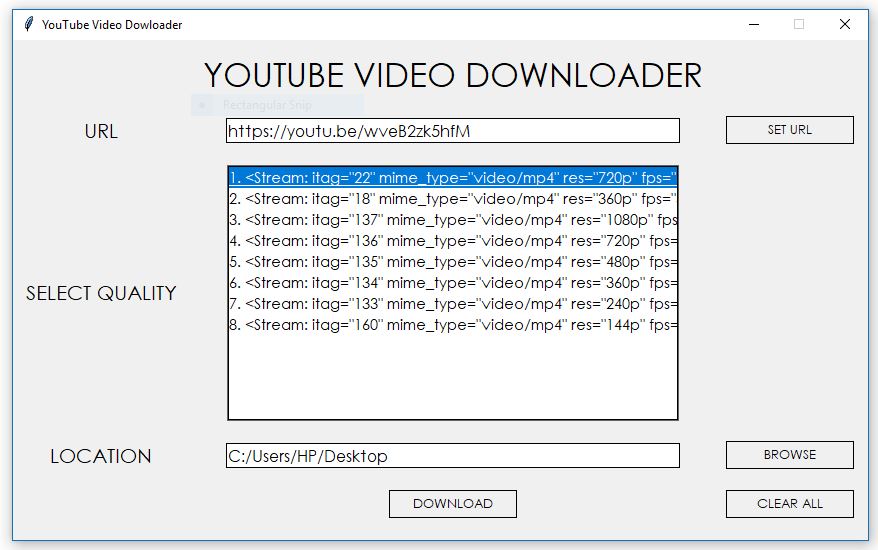 YouTube Video Dowloader
YOUTUBE VIDEO DOWNLOADER
Rectangular Snip
URL
https://youtu.be/wveB2zk5hfM
SET URL
1. <Stream: itag="22" mime_type="video/mp4" res="720p" fps="
2. <Stream: itag="18" mime_type="video/mp4" res="360p" fps="
3. <Stream: itag="137" mime_type="video/mp4" res="1080p" fps
4. <Stream: itag="136" mime_type="video/mp4" res="720p" fps=
5. <Stream: itag="135" mime_type="video/mp4" res="480p" fps=
6. <Stream: itag="134" mime_type="video/mp4" res="360p" fps=
7. <Stream: itag="133" mime_type="video/mp4" res="240p" fps=
8. <Stream: itag="160" mime_type="video/mp4" res="144p" fps=
SELECT QUALITY
LOCATION
C:/Users/HP/Desktop
BROWSE
DOWNLOAD
CLEAR ALL